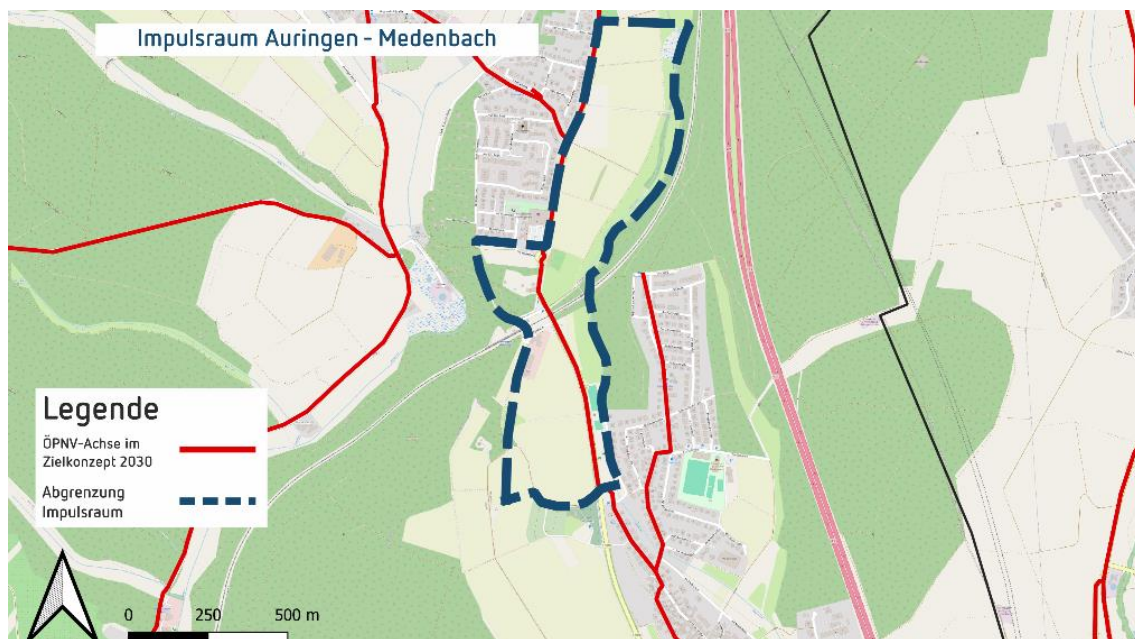 Impulsraum Auringen - Medenbach
Legende
ÖPNV-Achse im
Zielkonzept 2030
Abgrenzung
Impulsraum
0 250 500 m